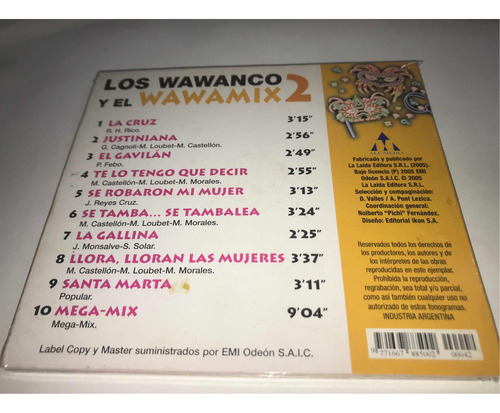 LOS WAWANCO
Y EL WAWAMIX 2
1 LA CRUZ 3'15"
R. H. Rico.
2 JUSTINIANA 2'56"
G. Cagnoli-M. Loubet-M. Castellón.
3 EL GAVILÁN 2'49"
P. Febo.
4 TE LO TENGO QUE DECIR 2'55"
M. Castellón-M. Loubet-M. Morales.
5 SE ROBARON MI MUJER 3'13"
J. Reyes Cruz.
6 SE TAMBA... SE TAMBALEA 3'24"
M. Castellón-M. Loubet-M. Morales.
7 LA GALLINA 2'25"
J. Monsalve-S. Solar.
8 LLORA, LLORAN LAS MUJERES 3'37"
M. Castellón-M. Loubet-M. Morales.
9 SANTA MARTA 3'11"
Popular.
10 MEGA-MIX 9'04"
Mega-Mix.
Label Copy y Master suministrados por EMI Odeón S.A.I.C.
Fabricado y publicado por
La Laida Editora S.R.L. (2005).
Bajo licencia (P) 2005 EMI
Odeón S.A.I.C. © 2005
La Laida Editora S.R.L.
Selección y compaginación:
D. Valles / A. Pont Lezica.
Coordinación general:
Nolberto "Pichi" Fernández.
Diseño: Editorial Ikon S.A.
Reservados todos los derechos de
los productores, los autores y de
los intérpretes de las obras
reproducidas en este ejemplar.
Prohibida la reproducción,
regrabación, sea total y/o parcial,
como así también cualquier uso no
autorizado de estos fonogramas.
INDUSTRIA ARGENTINA
9 771667 885002 00042